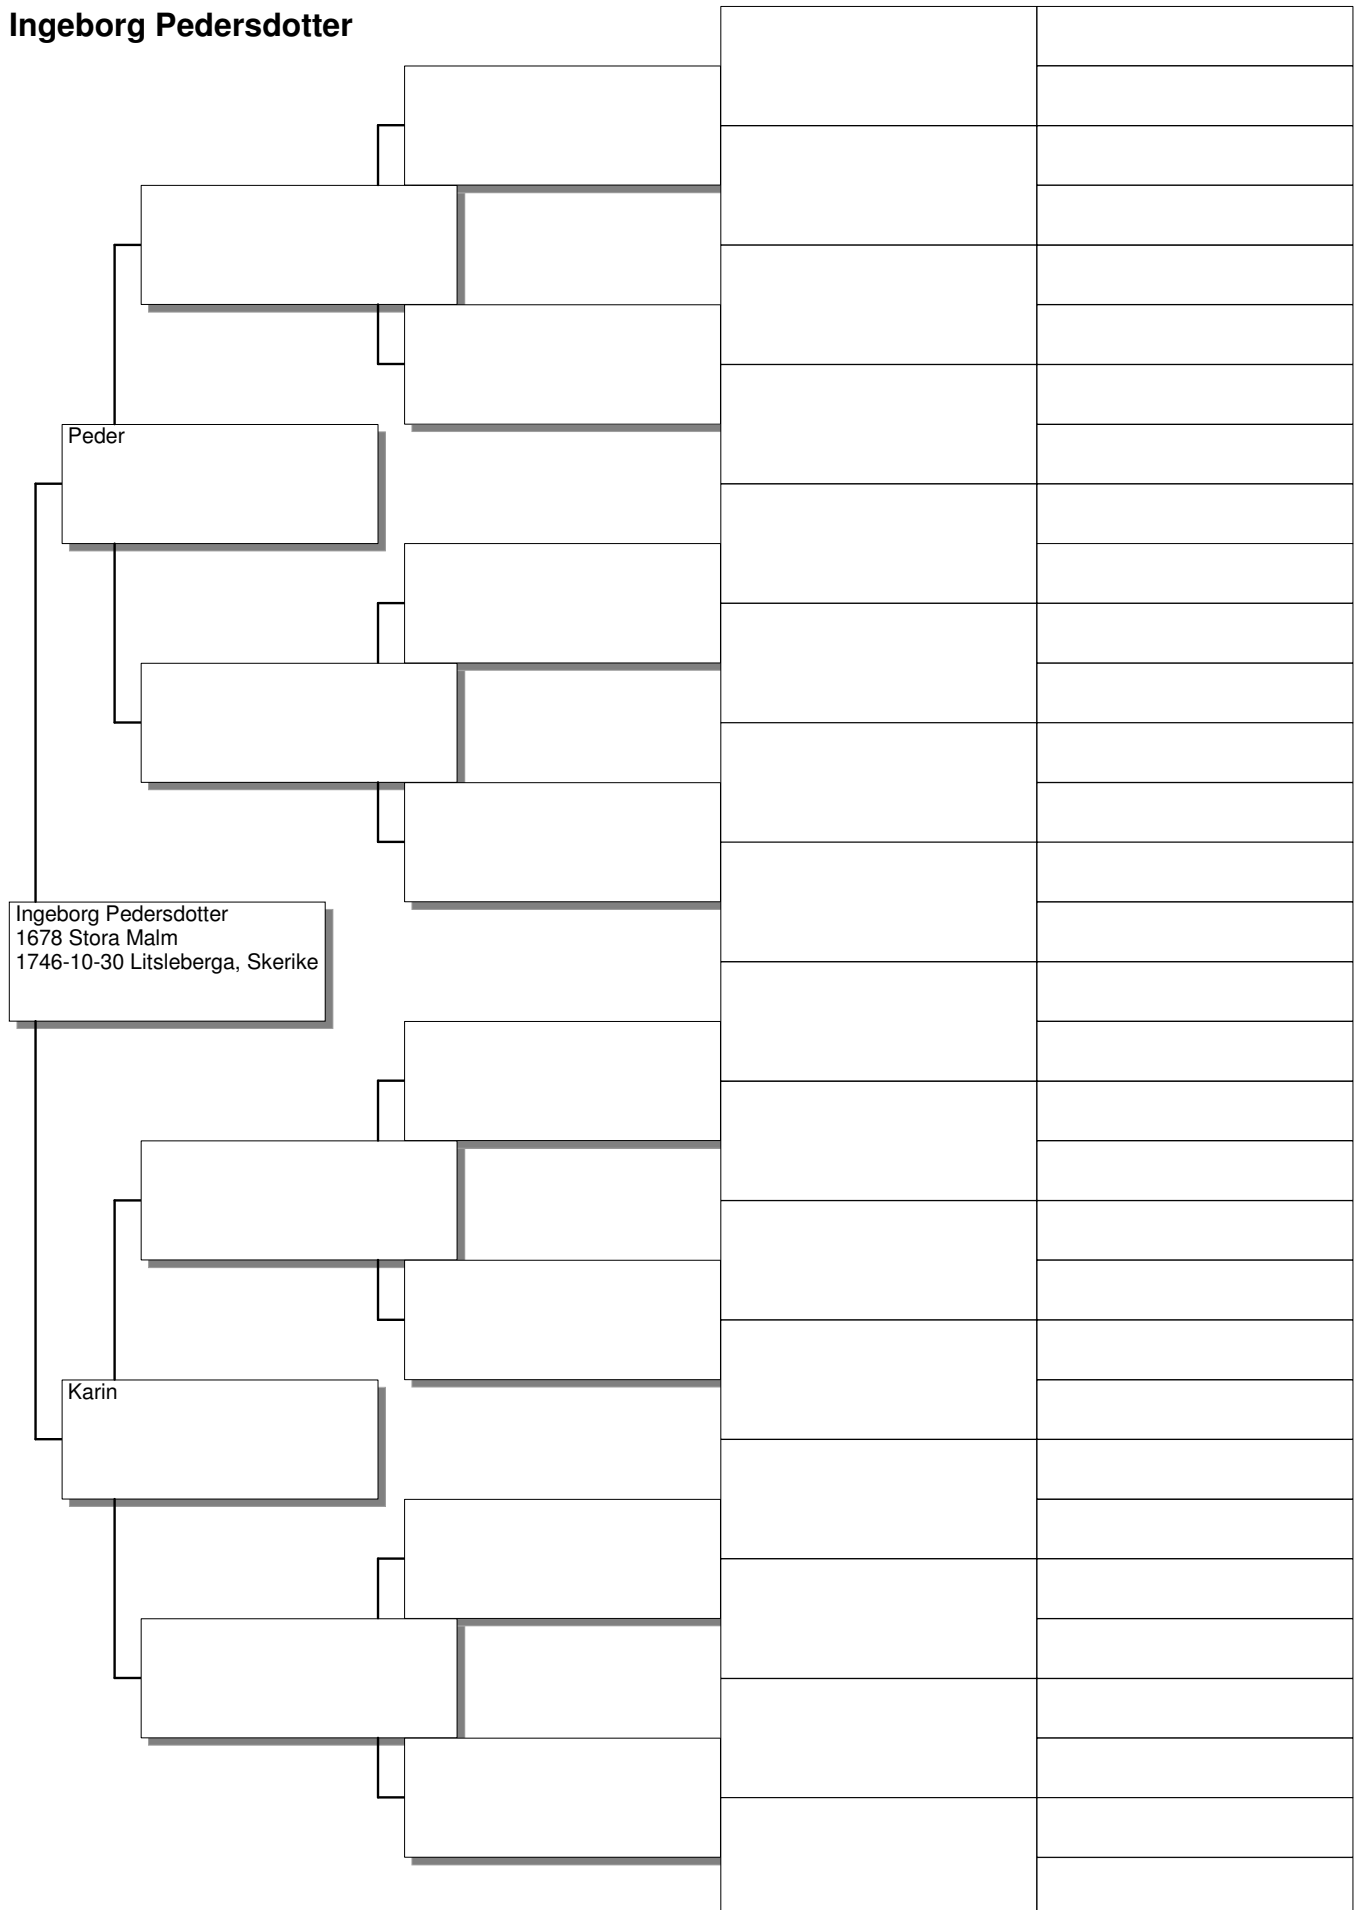 Ingeborg Pedersdotter
Peder
Ingeborg Pedersdotter
1678 Stora Malm
1746-10-30 Litsleberga, Skerike
Karin